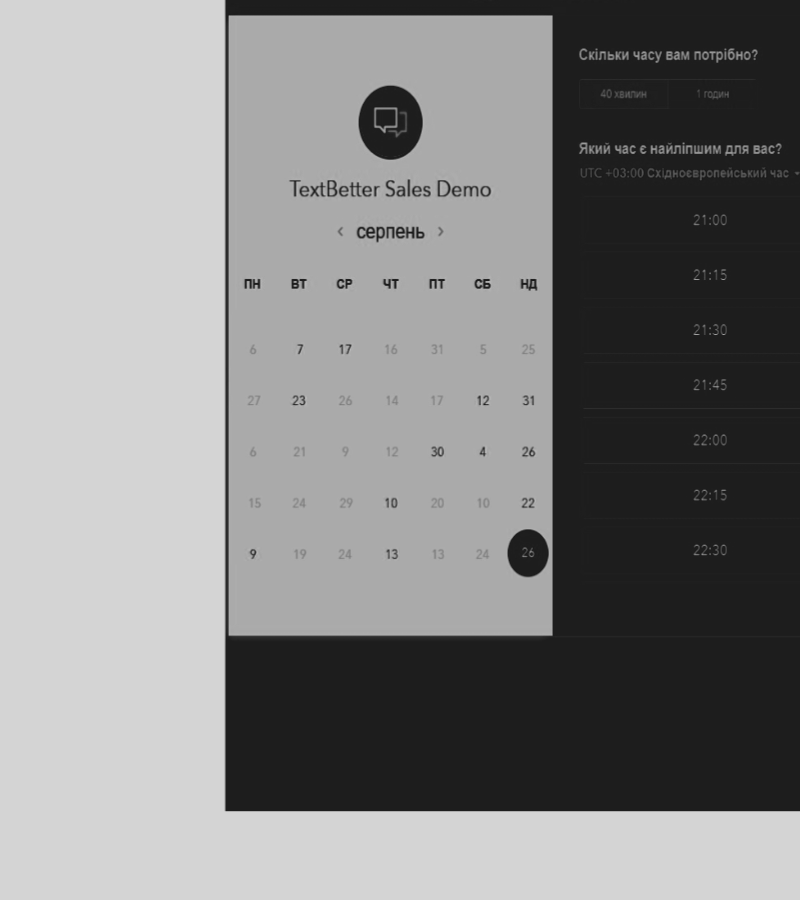 TextBetter Sales Demo
‹ серпень ›
ПН ВТ СР ЧТ ПТ СБ НД
6 7 17 16 31 5 25
27 23 26 14 17 12 31
6 21 9 12 30 4 26
15 24 29 10 20 10 22
9 19 24 13 13 24 26
Скільки часу вам потрібно?
40 хвилин 1 годин
Який час є найліпшим для вас?
UTC +03:00 Східноєвропейський час
21:00
21:15
21:30
21:45
22:00
22:15
22:30